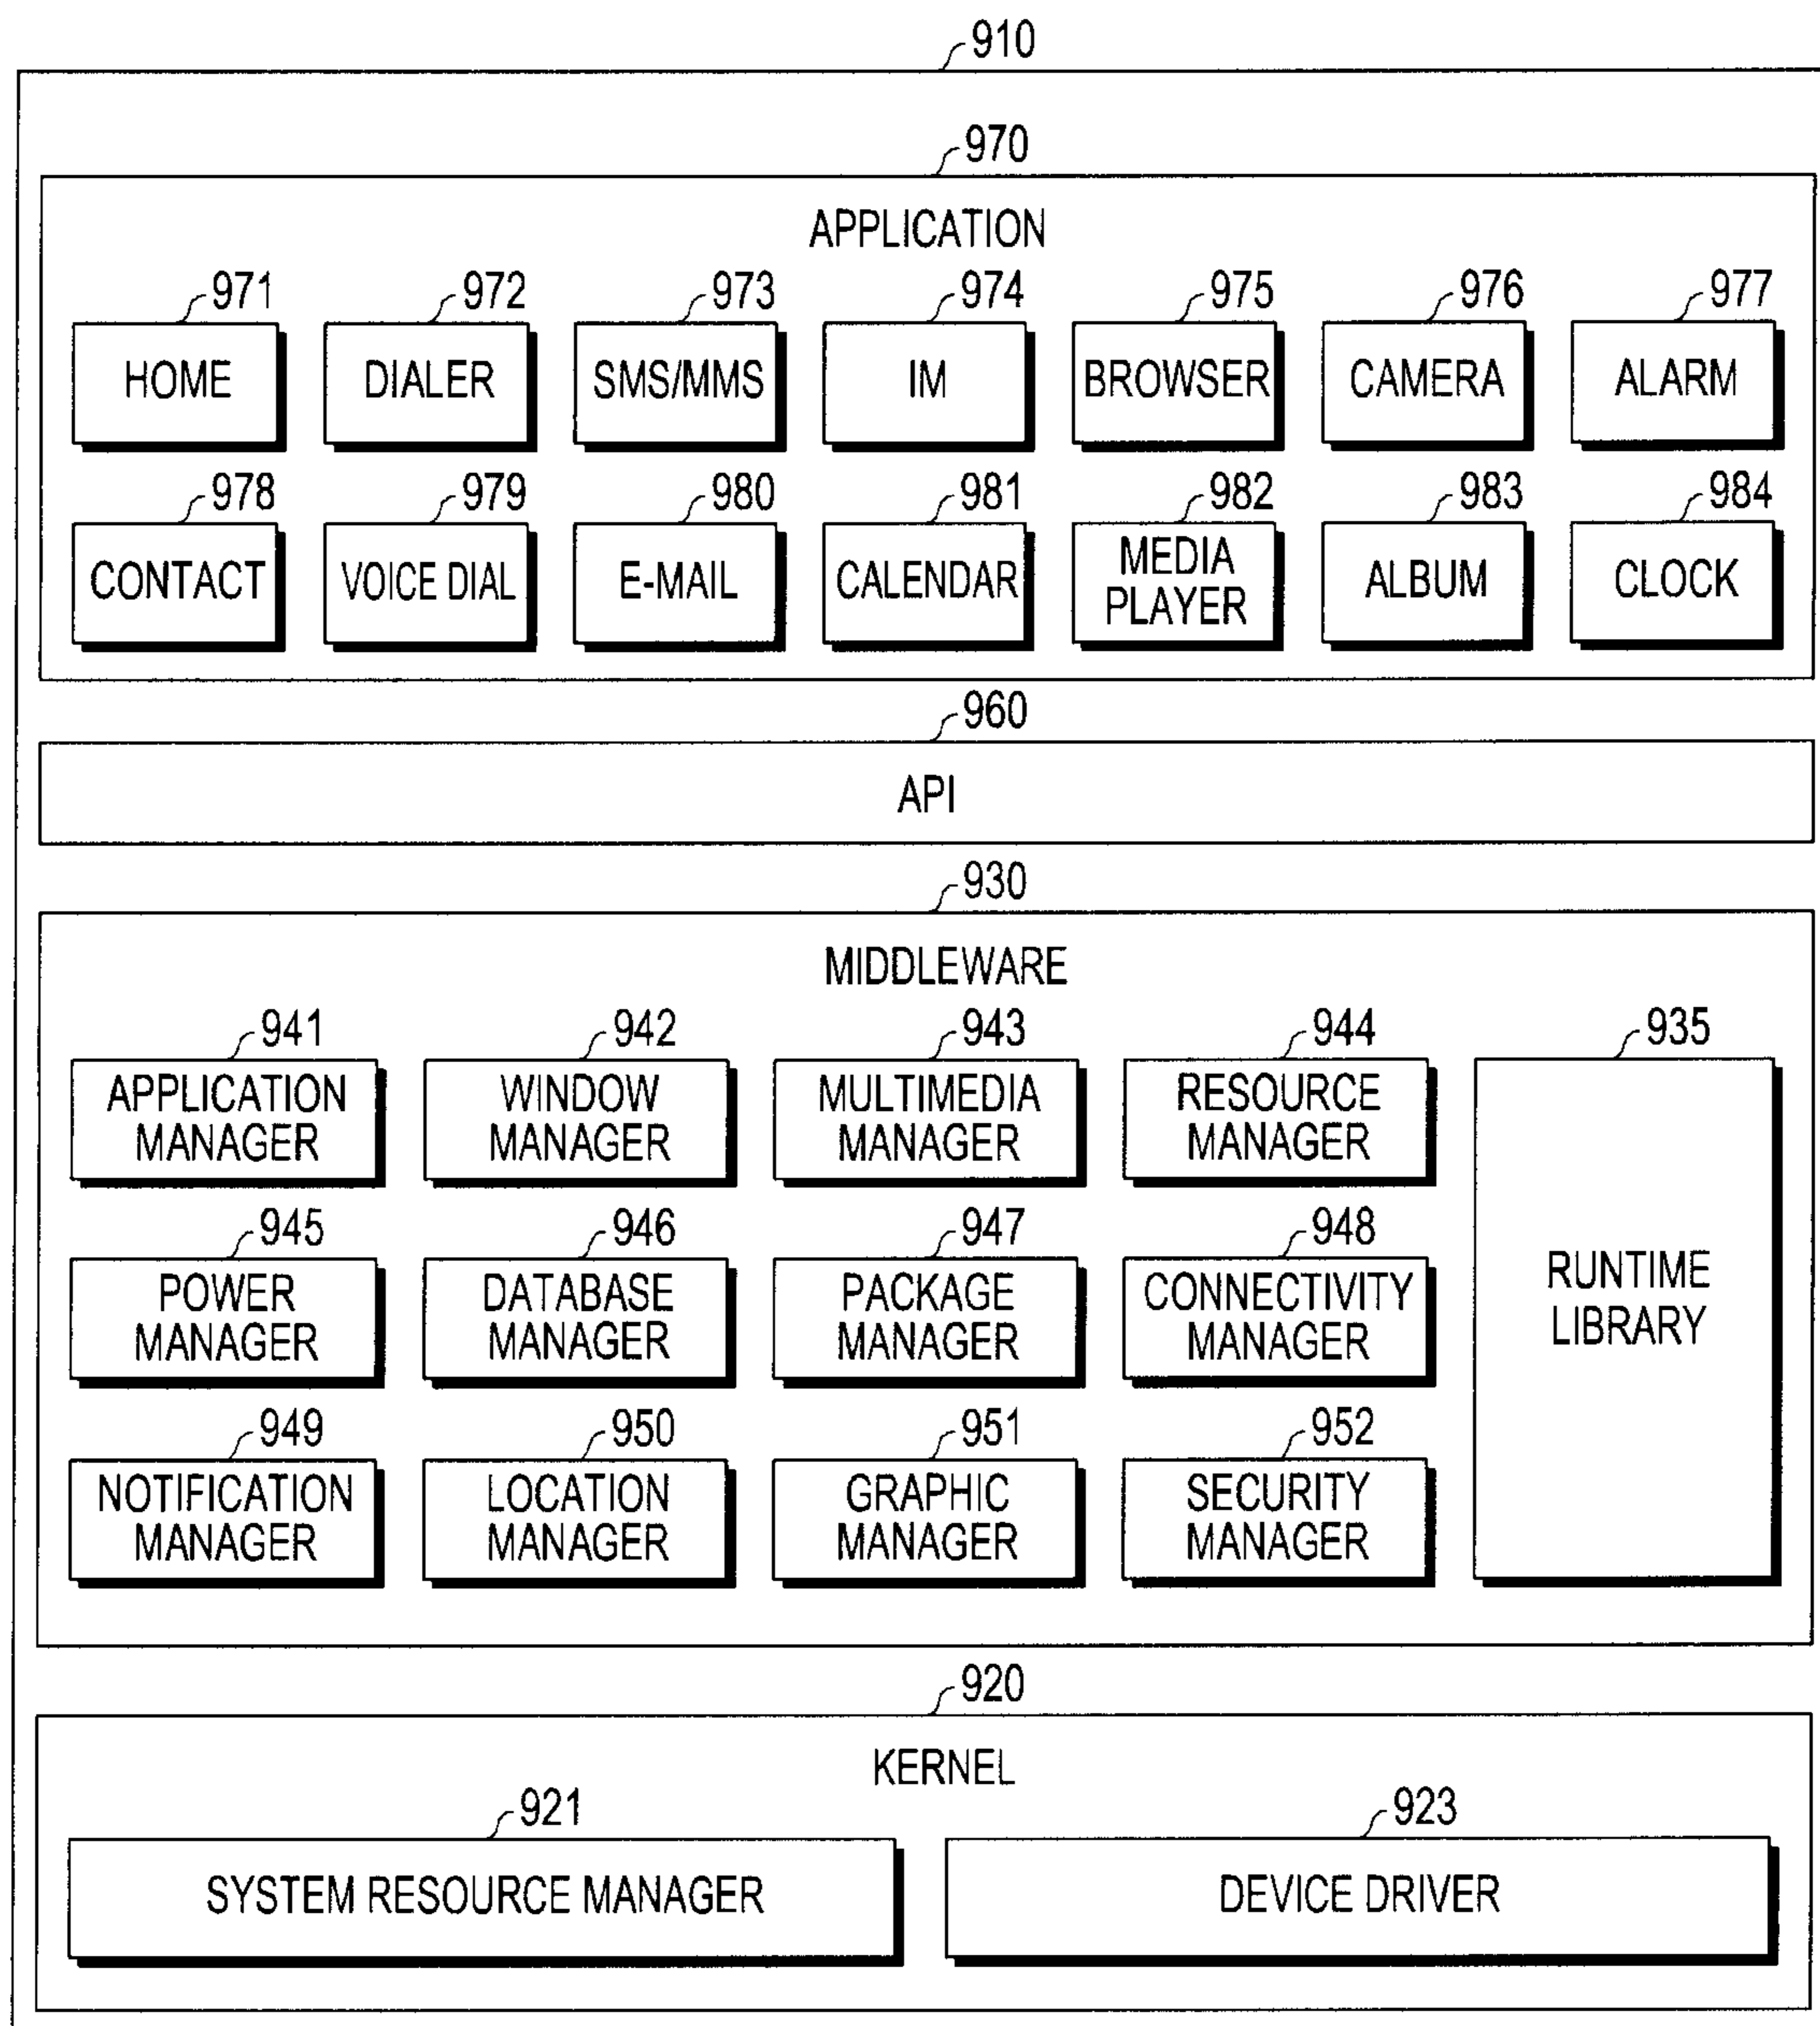 910
970
APPLICATION
971 972 973 974 975 976 977
HOME DIALER SMS/MMS IM BROWSER CAMERA ALARM
978 979 980 981 982 983 984
CONTACT VOICE DIAL E-MAIL CALENDAR MEDIA PLAYER ALBUM CLOCK
960
API
930
MIDDLEWARE
941 942 943 944 935
APPLICATION MANAGER WINDOW MANAGER MULTIMEDIA MANAGER RESOURCE MANAGER
945 946 947 948
POWER MANAGER DATABASE MANAGER PACKAGE MANAGER CONNECTIVITY MANAGER RUNTIME LIBRARY
949 950 951 952
NOTIFICATION MANAGER LOCATION MANAGER GRAPHIC MANAGER SECURITY MANAGER
920
KERNEL
921 923
SYSTEM RESOURCE MANAGER DEVICE DRIVER